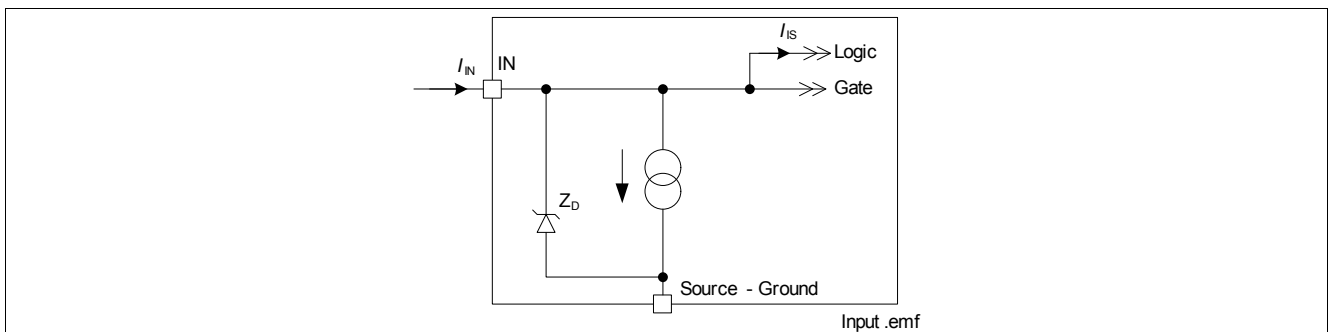 I_IS
Logic
I_IN IN
Gate
Z_D
Source - Ground
Input .emf